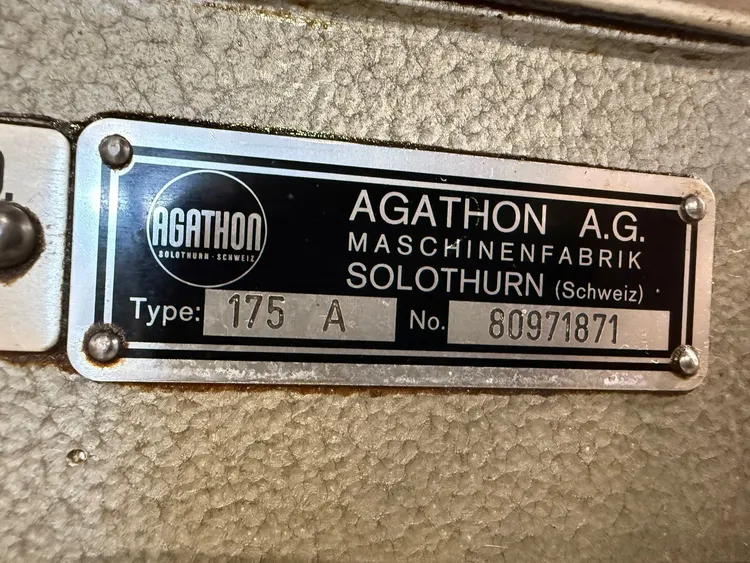 AGATHON
SOLOTHURN · SCHWEIZ
AGATHON A.G.
MASCHINENFABRIK
SOLOTHURN (Schweiz)
Type: 175 A No. 80971871